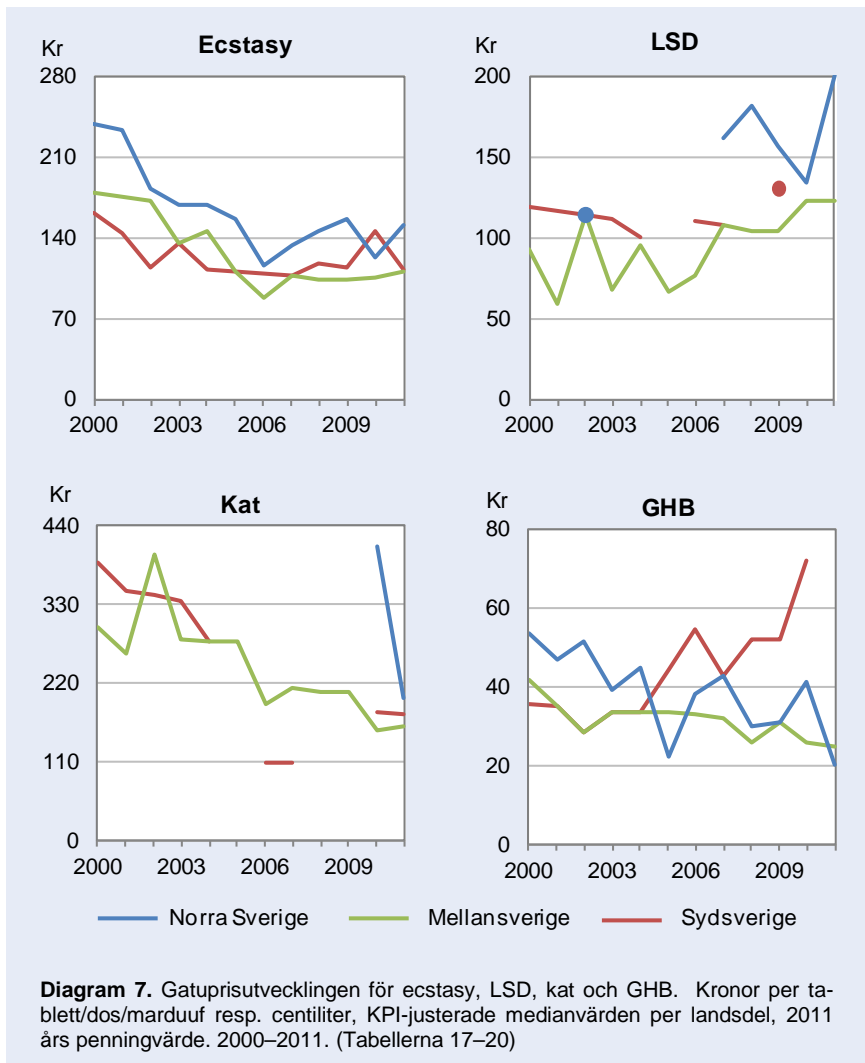 Ecstasy
Kr
280
210
140
70
0
2000 2003 2006 2009
LSD
Kr
200
150
100
50
0
2000 2003 2006 2009
Kat
Kr
440
330
220
110
0
2000 2003 2006 2009
GHB
Kr
80
60
40
20
0
2000 2003 2006 2009
Norra Sverige Mellansverige Sydsverige
Diagram 7. Gatuprisutvecklingen för ecstasy, LSD, kat och GHB. Kronor per ta-
blett/dos/marduuf resp. centiliter, KPI-justerade medianvärden per landsdel, 2011
års penningvärde. 2000–2011. (Tabellerna 17–20)